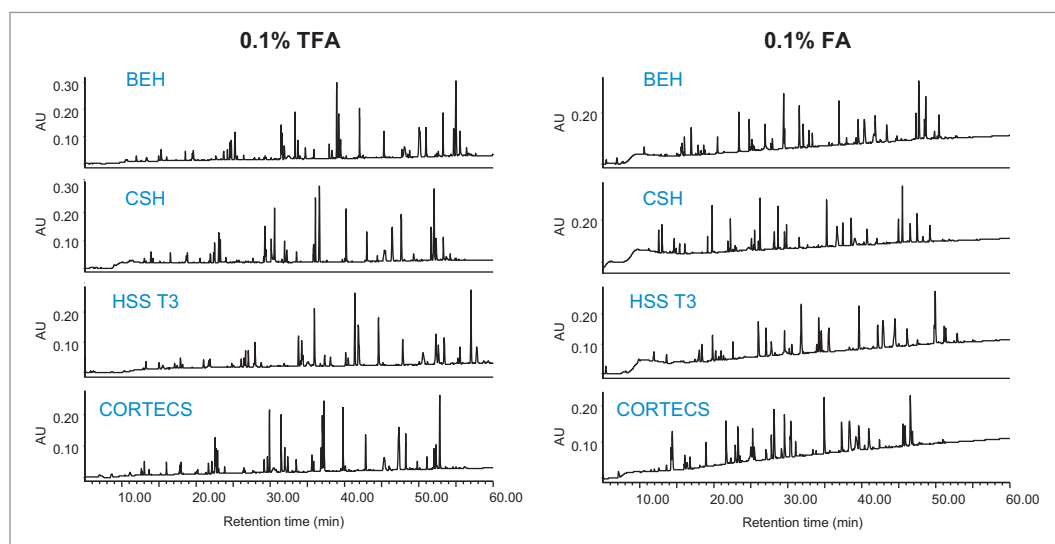 0.1% TFA
BEH
0.30
0.20
0.10
AU
CSH
0.30
0.20
0.10
AU
HSS T3
0.20
0.10
AU
CORTECS
0.20
0.10
AU
10.00 20.00 30.00 40.00 50.00 60.00
Retention time (min)
0.1% FA
BEH
0.20
AU
CSH
0.20
AU
HSS T3
0.20
0.10
AU
CORTECS
0.20
0.10
AU
10.00 20.00 30.00 40.00 50.00 60.00
Retention time (min)